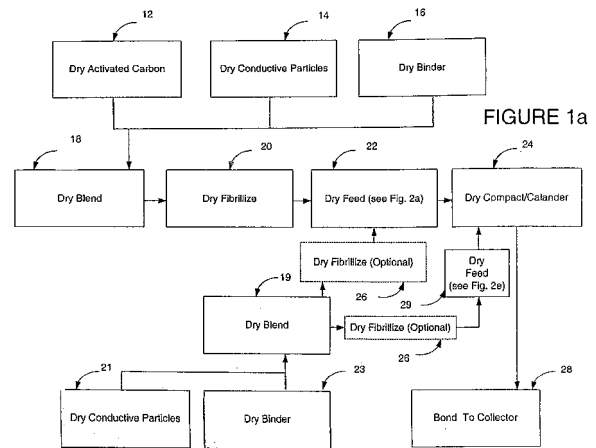 12
14
16
Dry Activated Carbon
Dry Conductive Particles
Dry Binder
FIGURE 1a
18
20
22
24
Dry Blend
Dry Fibrillize
Dry Feed (see Fig. 2a)
Dry Compact/Calander
Dry Fibrillize (Optional)
26
19
Dry Blend
29
Dry
Feed
(see Fig. 2e)
Dry Fibrillize (Optional)
26
21
23
28
Dry Conductive Particles
Dry Binder
Bond To Collector